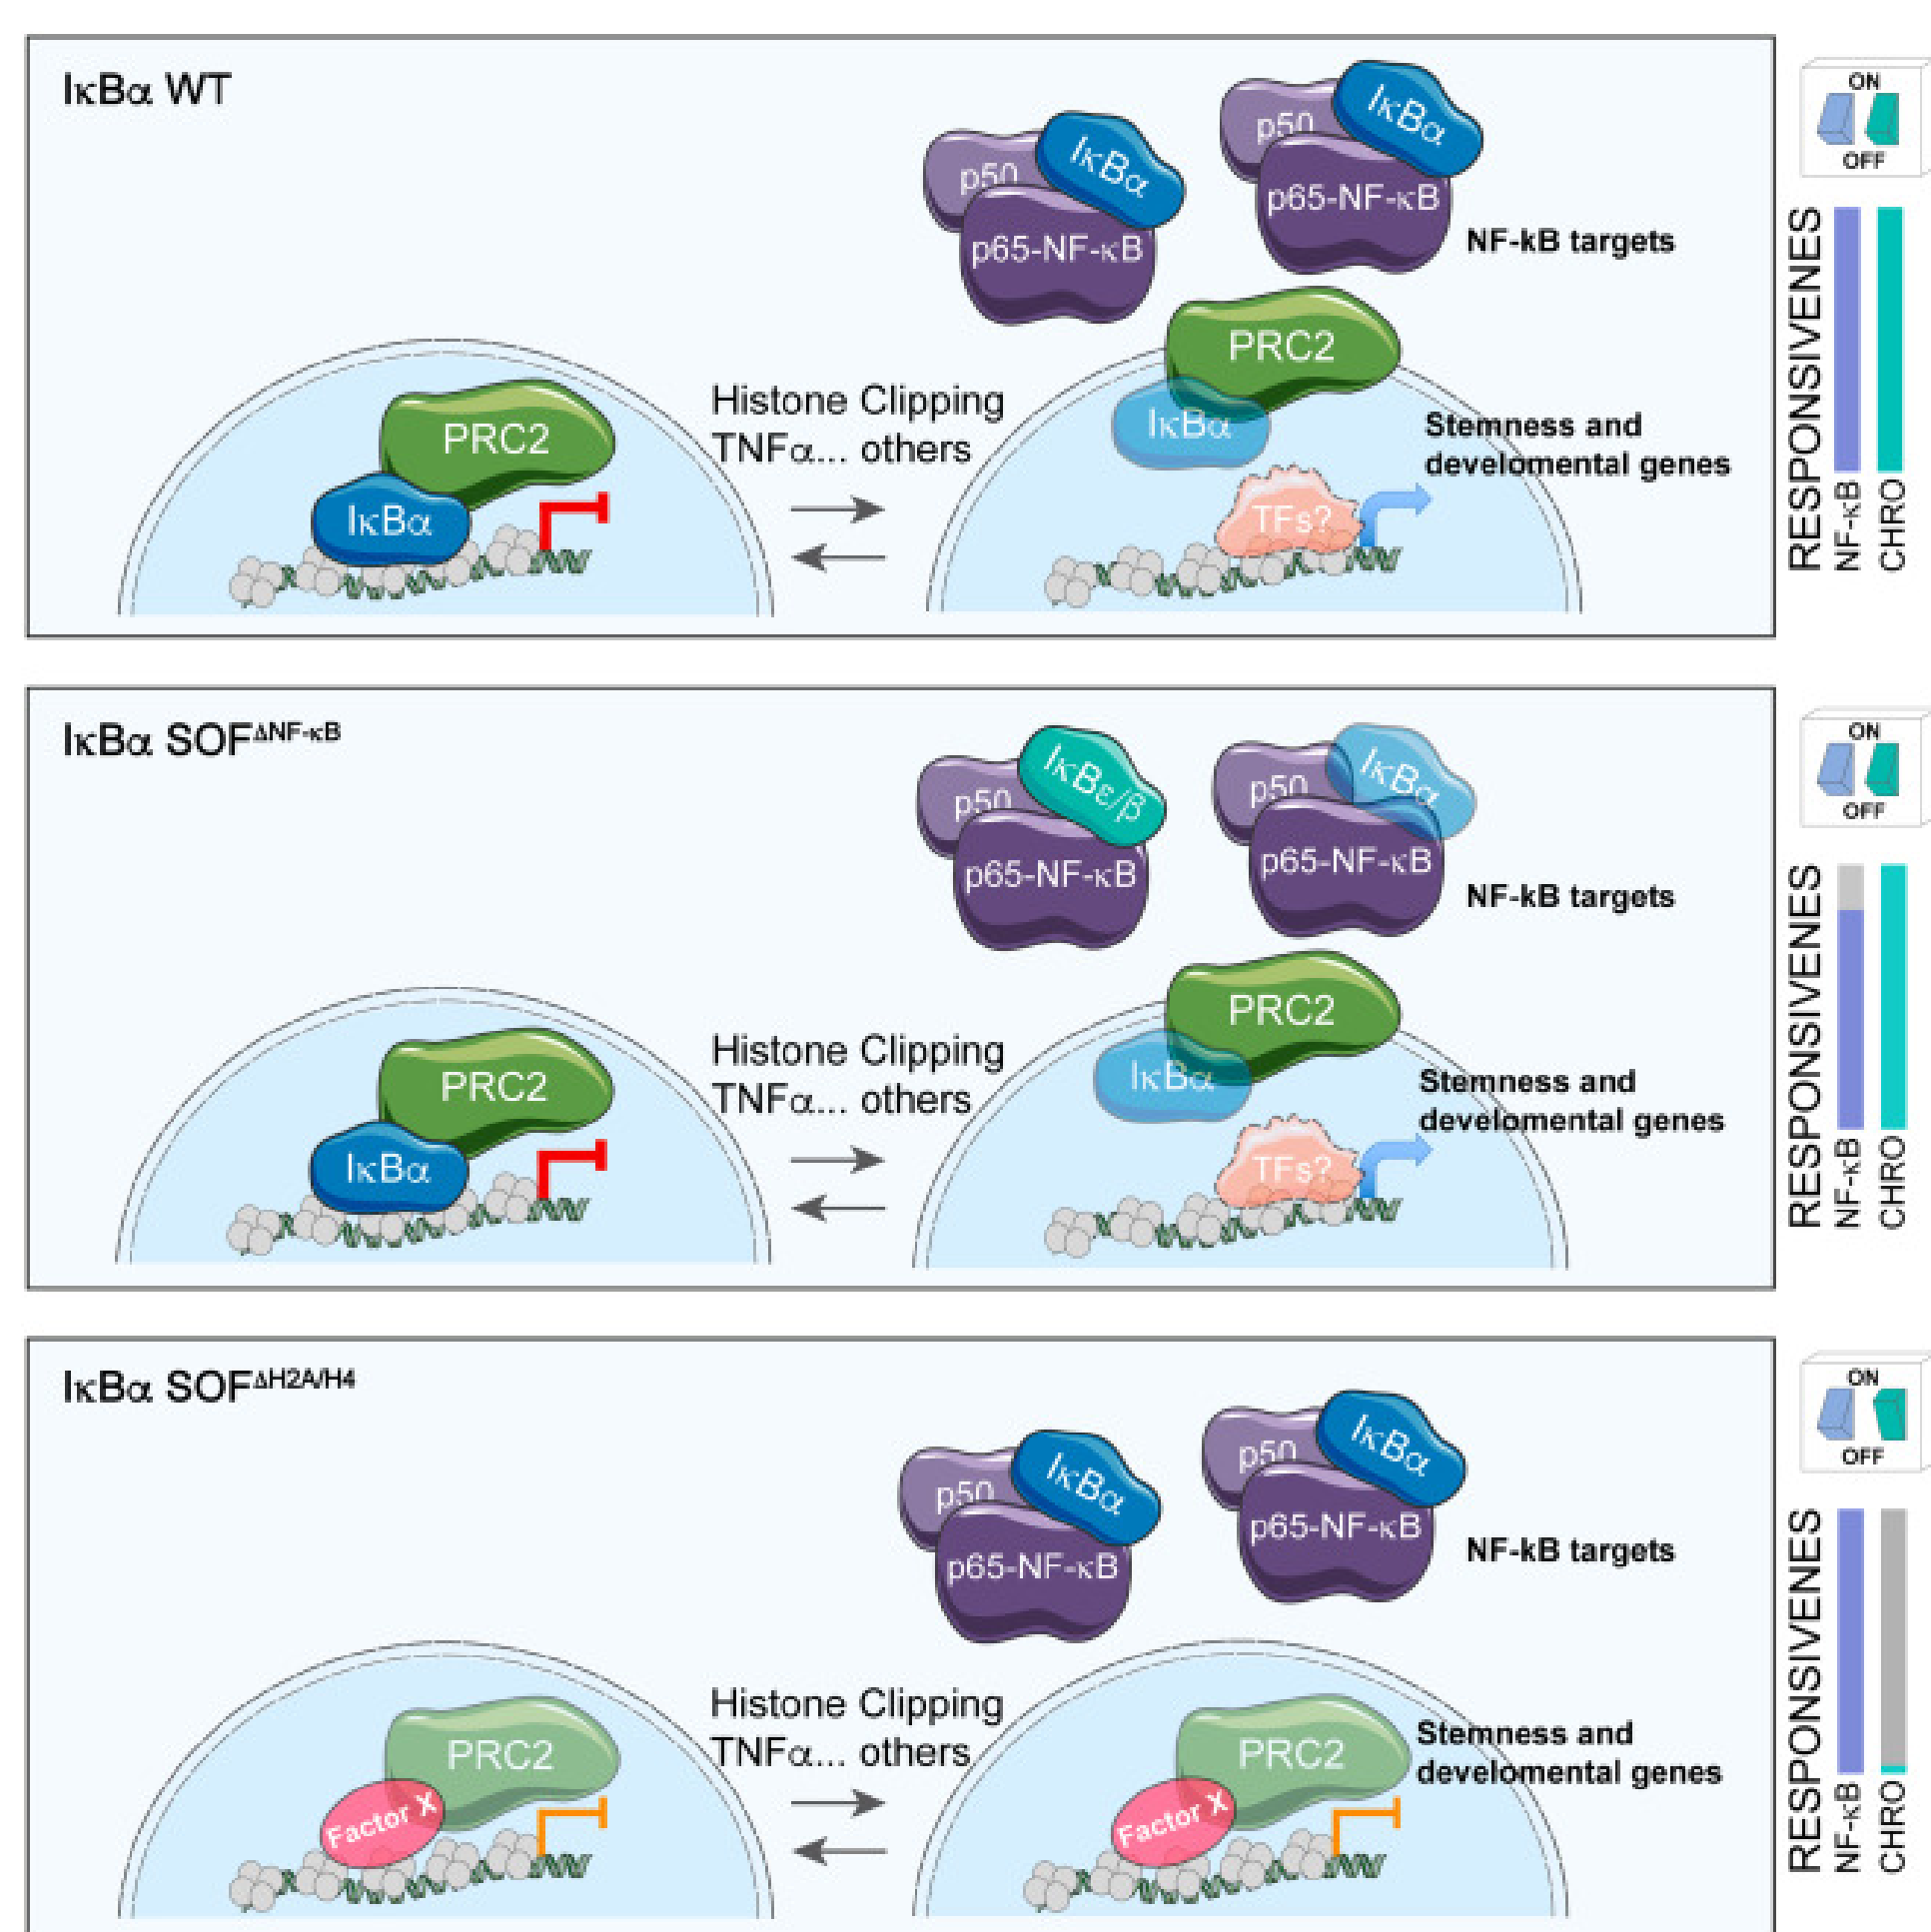 IκBα WT
p50
IκBα
p65-NF-κB
p50
IκBα
p65-NF-κB
NF-kB targets
PRC2
IκBα
Histone Clipping
TNFα... others
PRC2
IκBα
TFs?
Stemness and
develomental genes
ON
OFF
RESPONSIVENES
NF-κB
CHRO
IκBα SOFΔNF-κB
p50
IκBε/β
p65-NF-κB
p50
IκBα
p65-NF-κB
NF-kB targets
PRC2
IκBα
Histone Clipping
TNFα... others
PRC2
IκBα
TFs?
Stemness and
develomental genes
ON
OFF
RESPONSIVENES
NF-κB
CHRO
IκBα SOFΔH2A/H4
p50
IκBα
p65-NF-κB
p50
IκBα
p65-NF-κB
NF-kB targets
PRC2
Factor X
Histone Clipping
TNFα... others
PRC2
Factor X
Stemness and
develomental genes
ON
OFF
RESPONSIVENES
NF-κB
CHRO